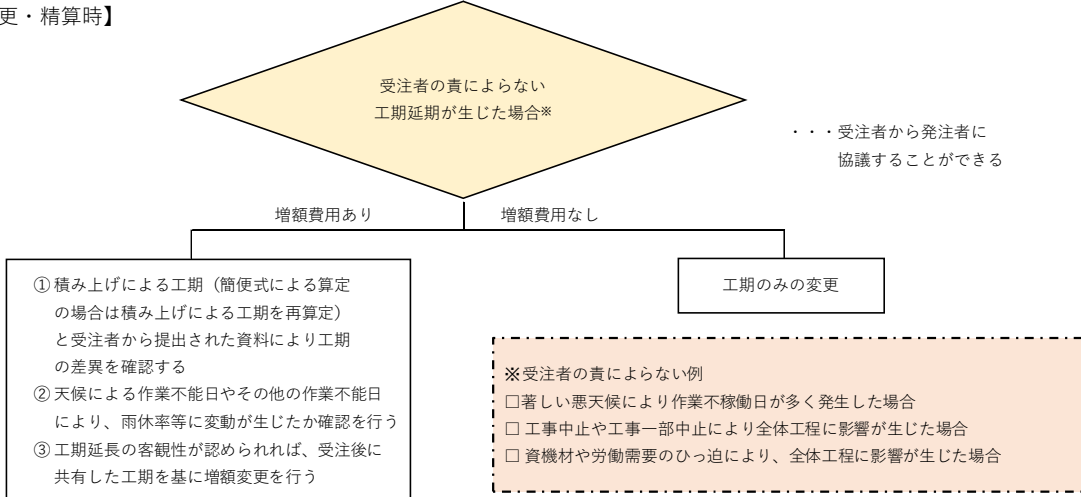 更・精算時】
受注者の責によらない
工期延期が生じた場合※
・・・受注者から発注者に
協議することができる
増額費用あり
増額費用なし
① 積み上げによる工期（簡便式による算定
の場合は積み上げによる工期を再算定）
と受注者から提出された資料により工期
の差異を確認する
② 天候による作業不能日やその他の作業不能日
により、雨休率等に変動が生じたか確認を行う
③ 工期延長の客観性が認められれば、受注後に
共有した工期を基に増額変更を行う
工期のみの変更
※受注者の責によらない例
□著しい悪天候により作業不稼働日が多く発生した場合
□ 工事中止や工事一部中止により全体工程に影響が生じた場合
□ 資機材や労働需要のひっ迫により、全体工程に影響が生じた場合